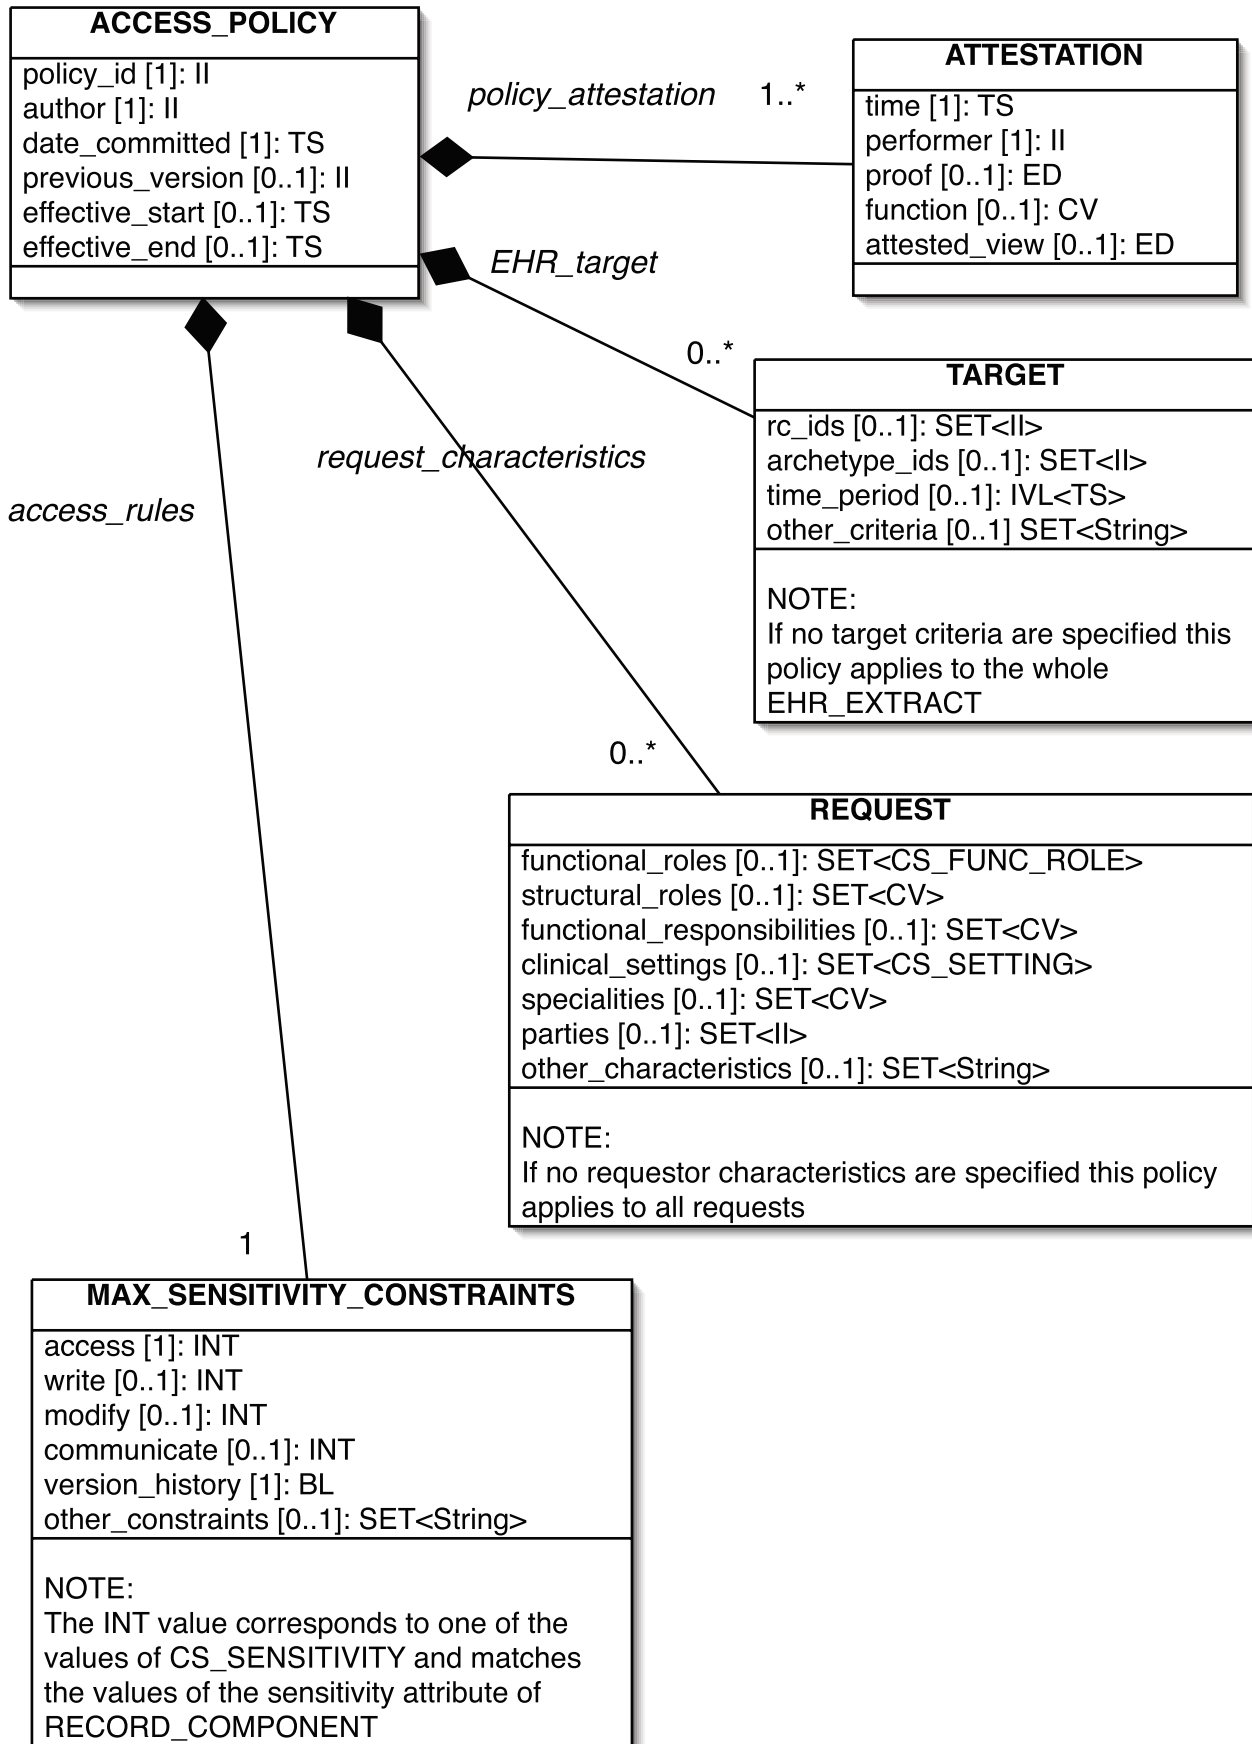 ACCESS_POLICY
policy_id [1]: II
author [1]: II
date_committed [1]: TS
previous_version [0..1]: II
effective_start [0..1]: TS
effective_end [0..1]: TS
policy_attestation 1..*
ATTESTATION
time [1]: TS
performer [1]: II
proof [0..1]: ED
function [0..1]: CV
attested_view [0..1]: ED
EHR_target
0..*
TARGET
rc_ids [0..1]: SET<II>
archetype_ids [0..1]: SET<II>
time_period [0..1]: IVL<TS>
other_criteria [0..1] SET<String>
NOTE:
If no target criteria are specified this
policy applies to the whole
EHR_EXTRACT
request_characteristics
0..*
REQUEST
functional_roles [0..1]: SET<CS_FUNC_ROLE>
structural_roles [0..1]: SET<CV>
functional_responsibilities [0..1]: SET<CV>
clinical_settings [0..1]: SET<CS_SETTING>
specialities [0..1]: SET<CV>
parties [0..1]: SET<II>
other_characteristics [0..1]: SET<String>
NOTE:
If no requestor characteristics are specified this policy
applies to all requests
access_rules
1
MAX_SENSITIVITY_CONSTRAINTS
access [1]: INT
write [0..1]: INT
modify [0..1]: INT
communicate [0..1]: INT
version_history [1]: BL
other_constraints [0..1]: SET<String>
NOTE:
The INT value corresponds to one of the
values of CS_SENSITIVITY and matches
the values of the sensitivity attribute of
RECORD_COMPONENT